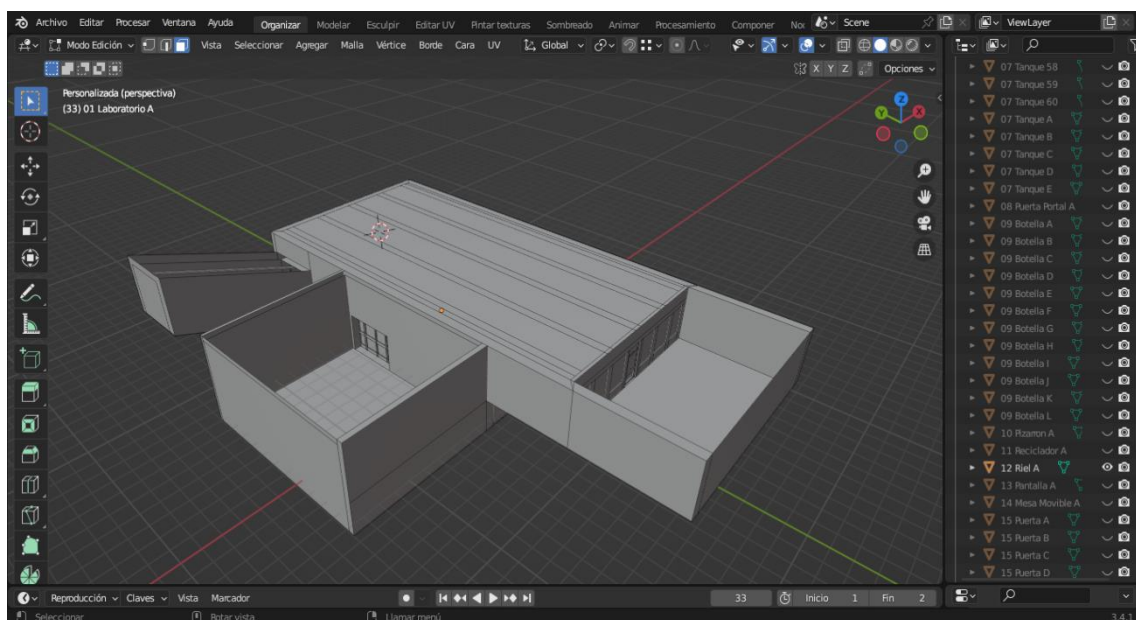 Archivo Editar Procesar Ventana Ayuda Organizar Modelar Esculpir Editar UV Pintar texturas Sombreado Animar Procesamiento Componer Scene ViewLayer
Modo Edición Vista Seleccionar Agregar Malla Vértice Borde Cara UV Global
X Y Z Opciones
Personalizada (perspectiva)
(33) 01 Laboratorio A
Z
Y
X
07 Tanque 58
07 Tanque 59
07 Tanque 60
07 Tanque A
07 Tanque B
07 Tanque C
07 Tanque D
07 Tanque E
08 Puerta Portal A
09 Botella A
09 Botella B
09 Botella C
09 Botella D
09 Botella E
09 Botella F
09 Botella G
09 Botella H
09 Botella I
09 Botella J
09 Botella K
09 Botella L
10 Pizarron A
11 Reciclador A
12 Riel A
13 Pantalla A
14 Mesa Movible A
15 Puerta A
15 Puerta B
15 Puerta C
15 Puerta D
Reproducción Claves Vista Marcador 33 Inicio 1 Fin 2
Seleccionar Rotar vista Llamar menú 3.4.1